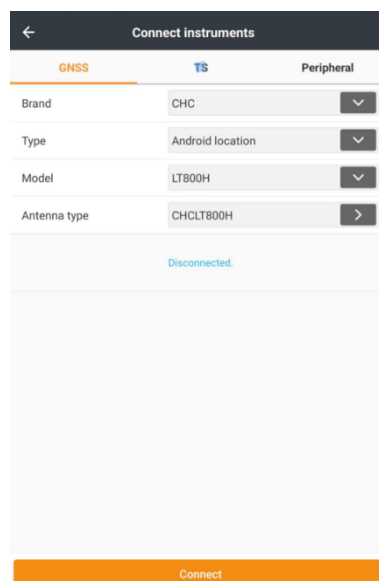 Connect instruments
GNSS TS Peripheral
Brand CHC
Type Android location
Model LT800H
Antenna type CHCLT800H
Disconnected.
Connect